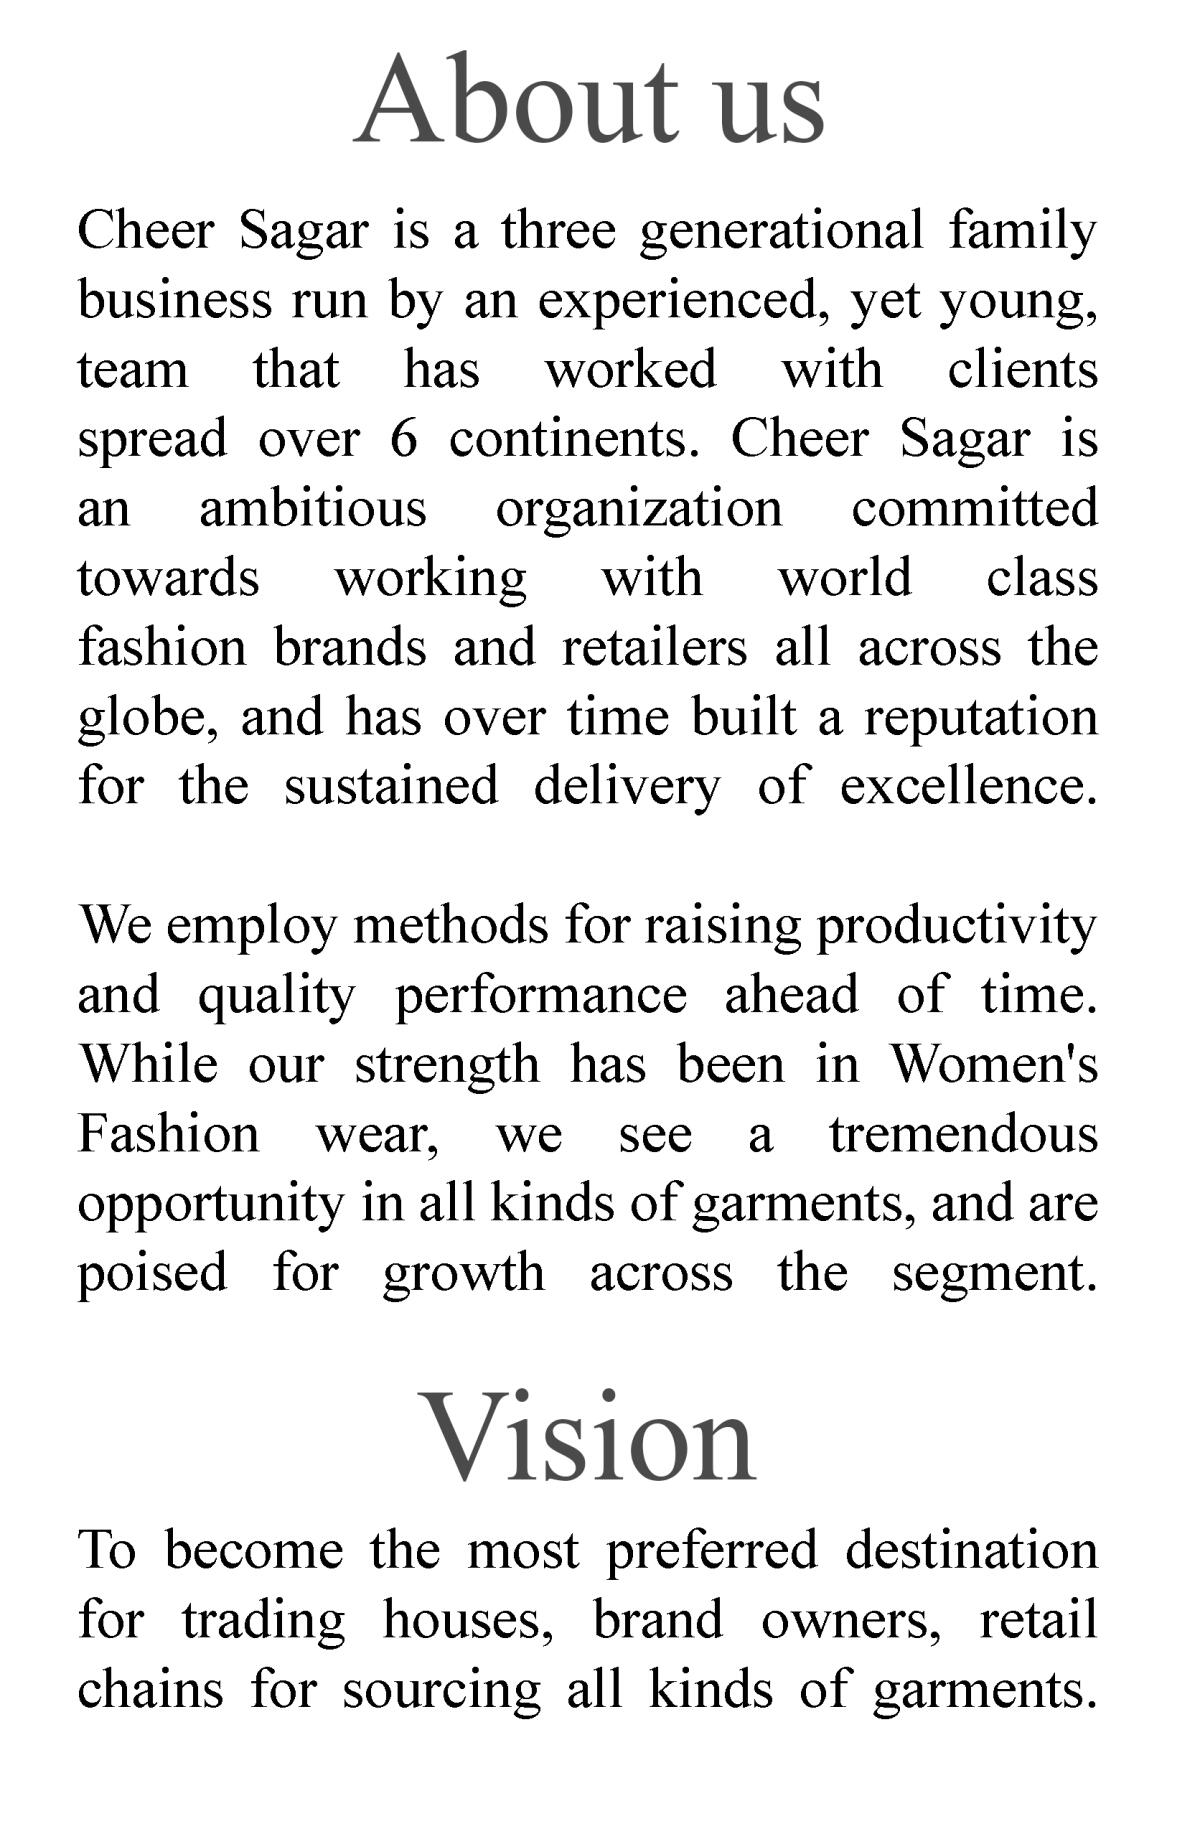 About us
Cheer Sagar is a three generational family
business run by an experienced, yet young,
team that has worked with clients
spread over 6 continents. Cheer Sagar is
an ambitious organization committed
towards working with world class
fashion brands and retailers all across the
globe, and has over time built a reputation
for the sustained delivery of excellence.
We employ methods for raising productivity
and quality performance ahead of time.
While our strength has been in Women's
Fashion wear, we see a tremendous
opportunity in all kinds of garments, and are
poised for growth across the segment.
Vision
To become the most preferred destination
for trading houses, brand owners, retail
chains for sourcing all kinds of garments.